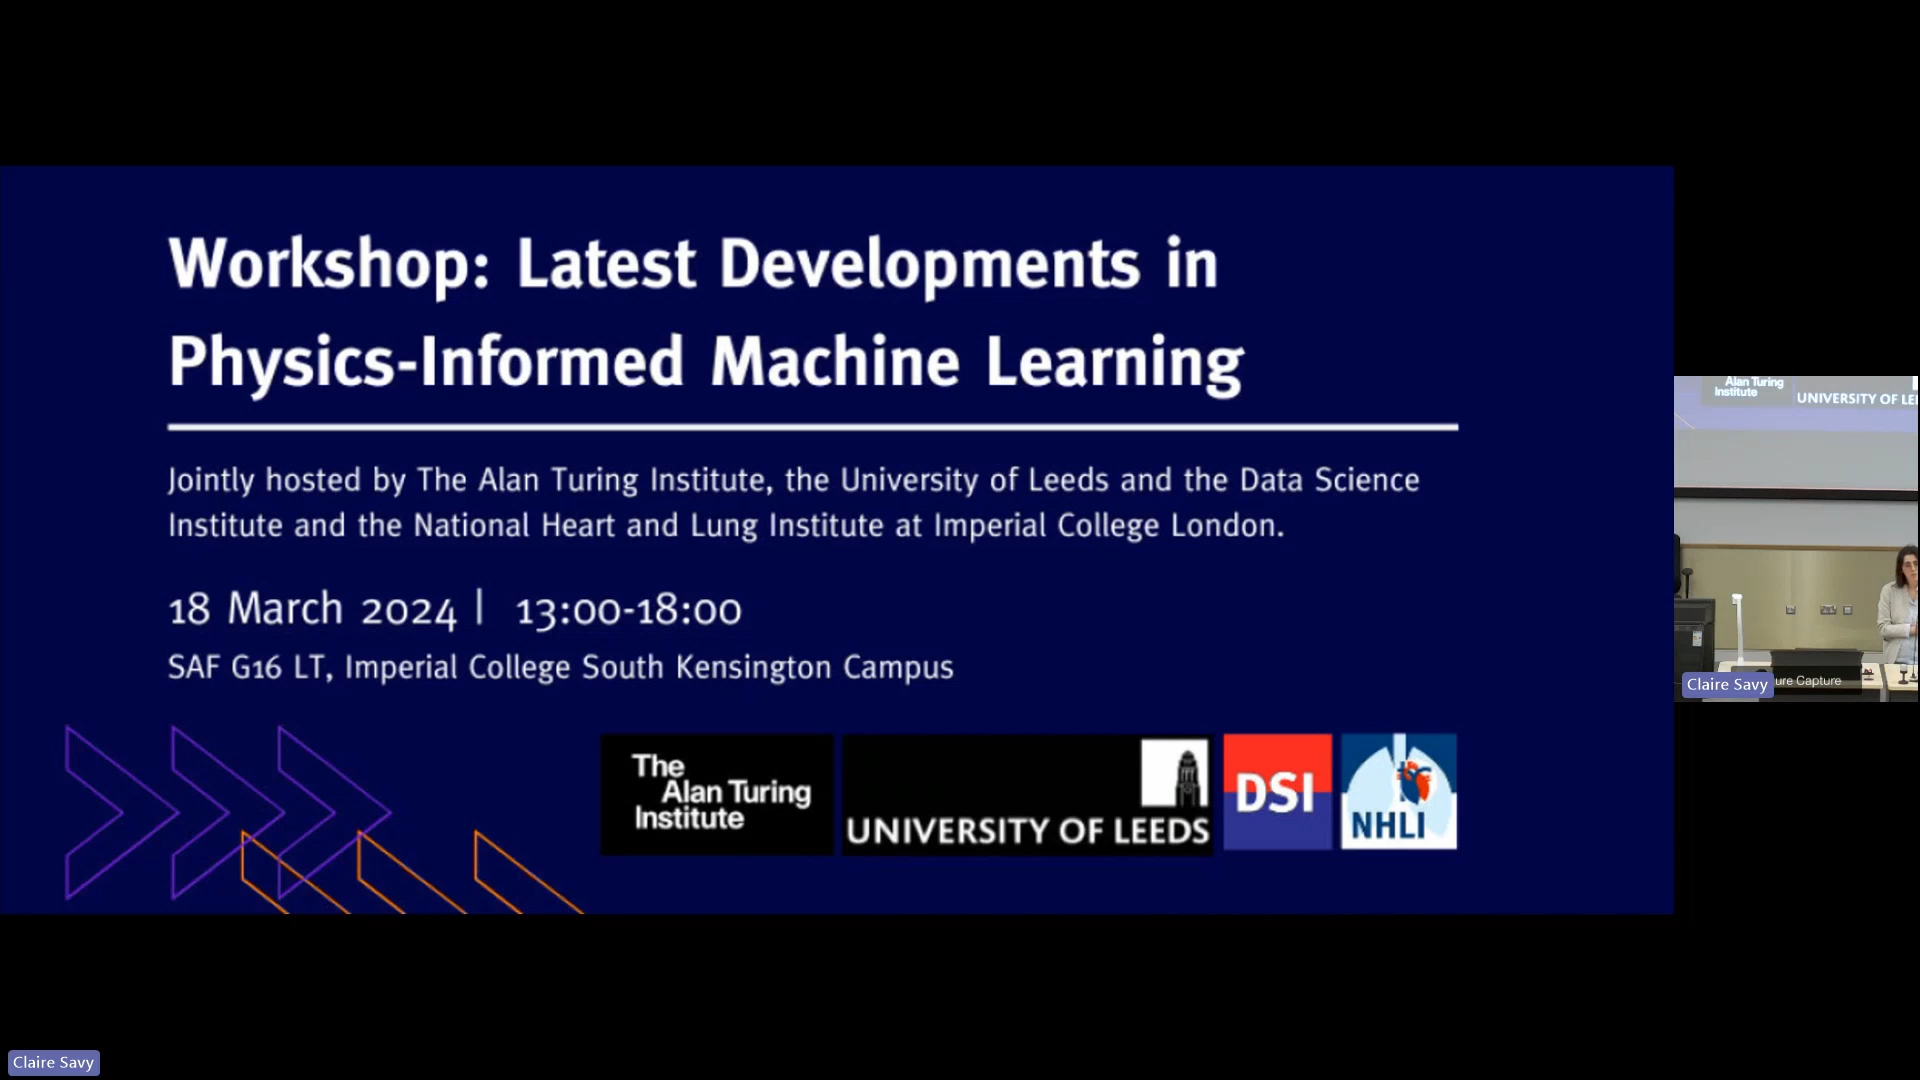 Workshop: Latest Developments in
Physics-Informed Machine Learning
Jointly hosted by The Alan Turing Institute, the University of Leeds and the Data Science
Institute and the National Heart and Lung Institute at Imperial College London.
18 March 2024 | 13:00-18:00
SAF G16 LT, Imperial College South Kensington Campus
The
Alan Turing
Institute
UNIVERSITY OF LEEDS
DSI
NHLI
Alan Turing
Institute
UNIVERSITY OF LEE
Claire Savy
ure Capture
Claire Savy